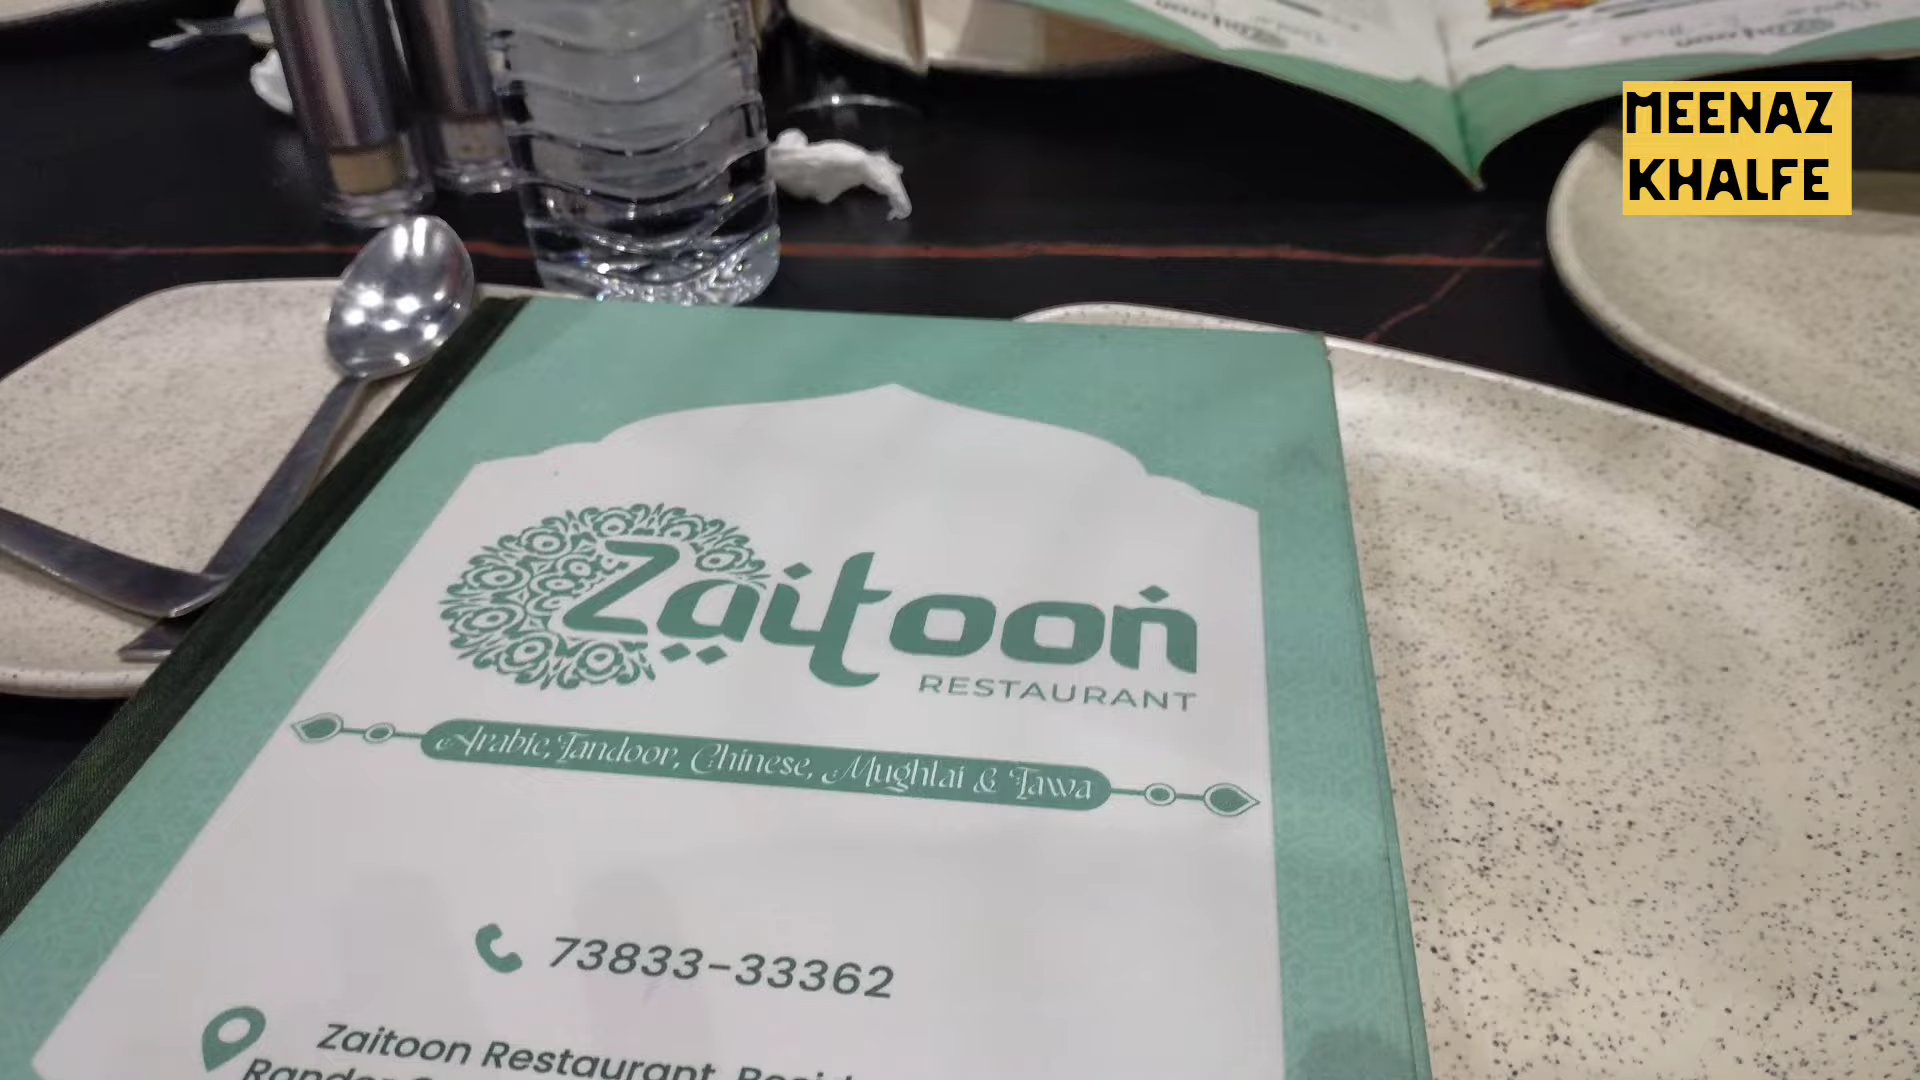 MEENAZ
KHALFE
Zaitoon
RESTAURANT
Arabic, Tandoor, Chinese, Mughlai & Tawa
73833-33362
Zaitoon Restaurant,